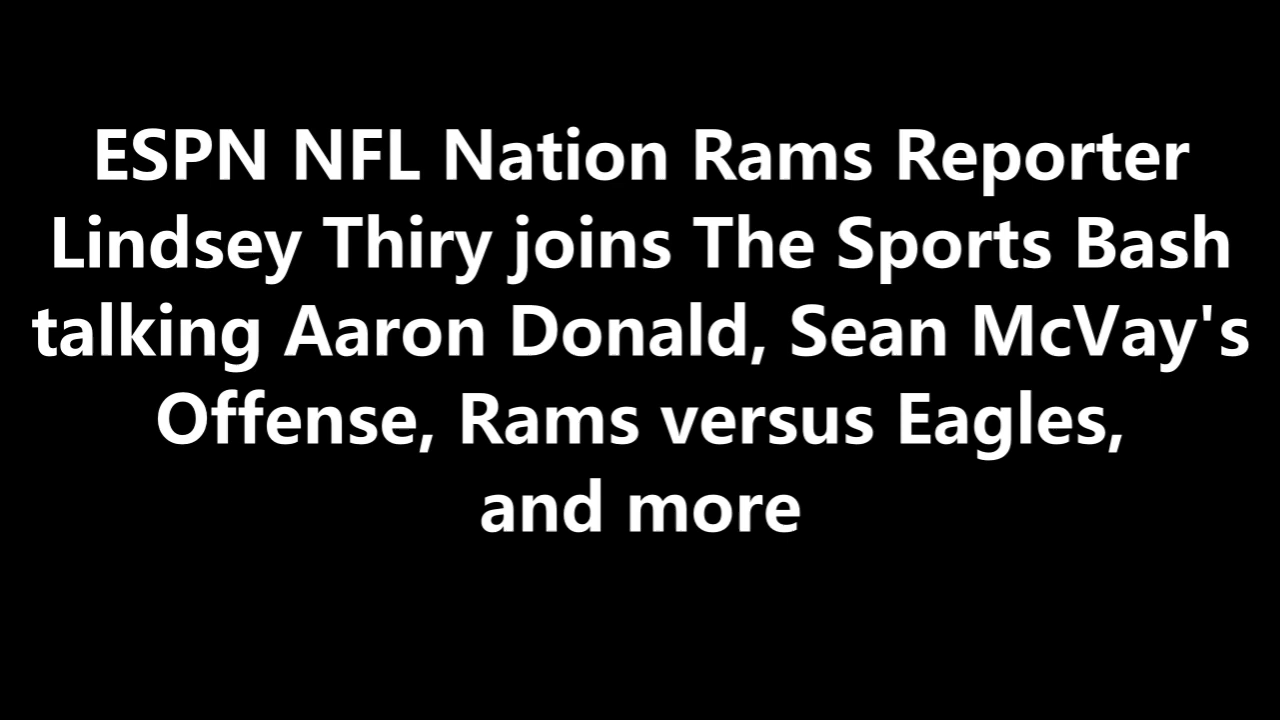 ESPN NFL Nation Rams Reporter
Lindsey Thiry joins The Sports Bash
talking Aaron Donald, Sean McVay's
Offense, Rams versus Eagles,
and more